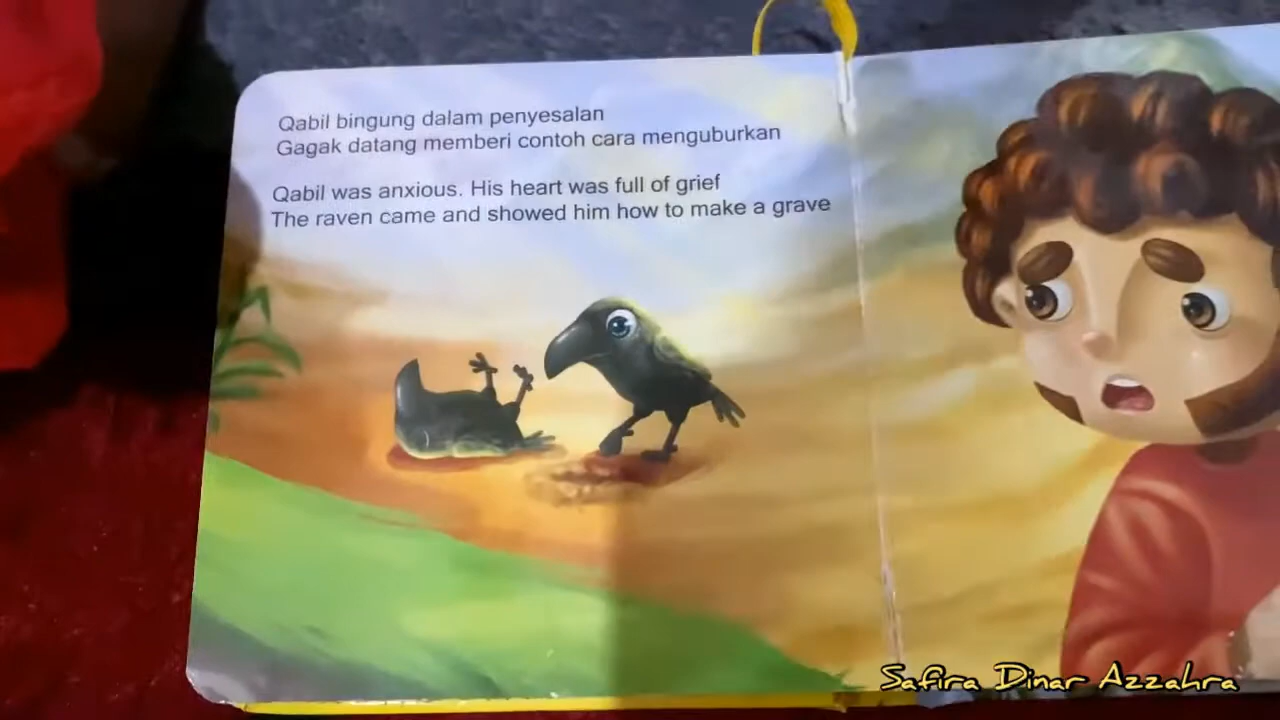 Qabil bingung dalam penyesalan
Gagak datang memberi contoh cara menguburkan
Qabil was anxious. His heart was full of grief
The raven came and showed him how to make a grave
Safira Dinar Azzahra